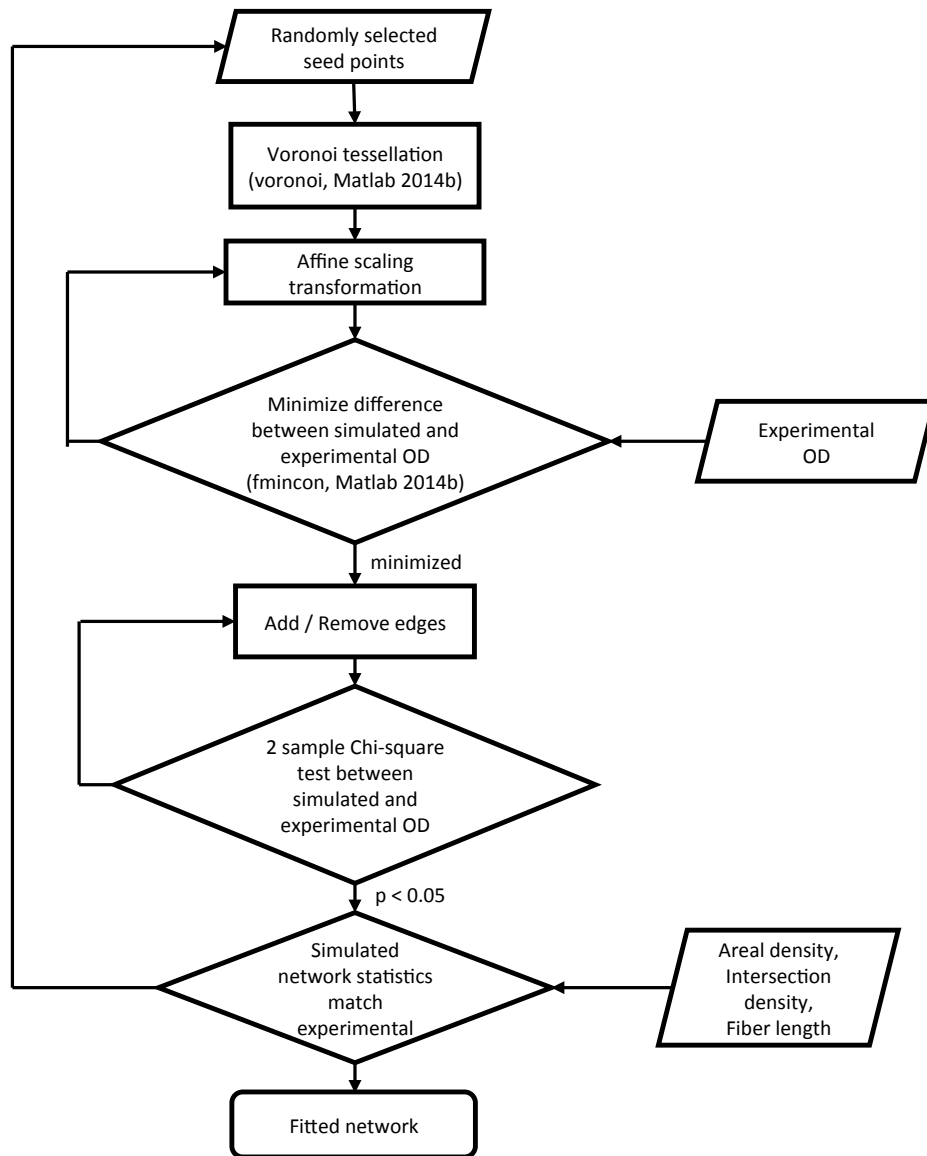 Randomly selected
seed points
Voronoi tessellation
(voronoi, Matlab 2014b)
Affine scaling
transformation
Minimize difference
between simulated and
experimental OD
(fmincon, Matlab 2014b)
Experimental
OD
minimized
Add / Remove edges
2 sample Chi-square
test between
simulated and
experimental OD
p < 0.05
Simulated
network statistics
match
experimental
Areal density,
Intersection
density,
Fiber length
Fitted network